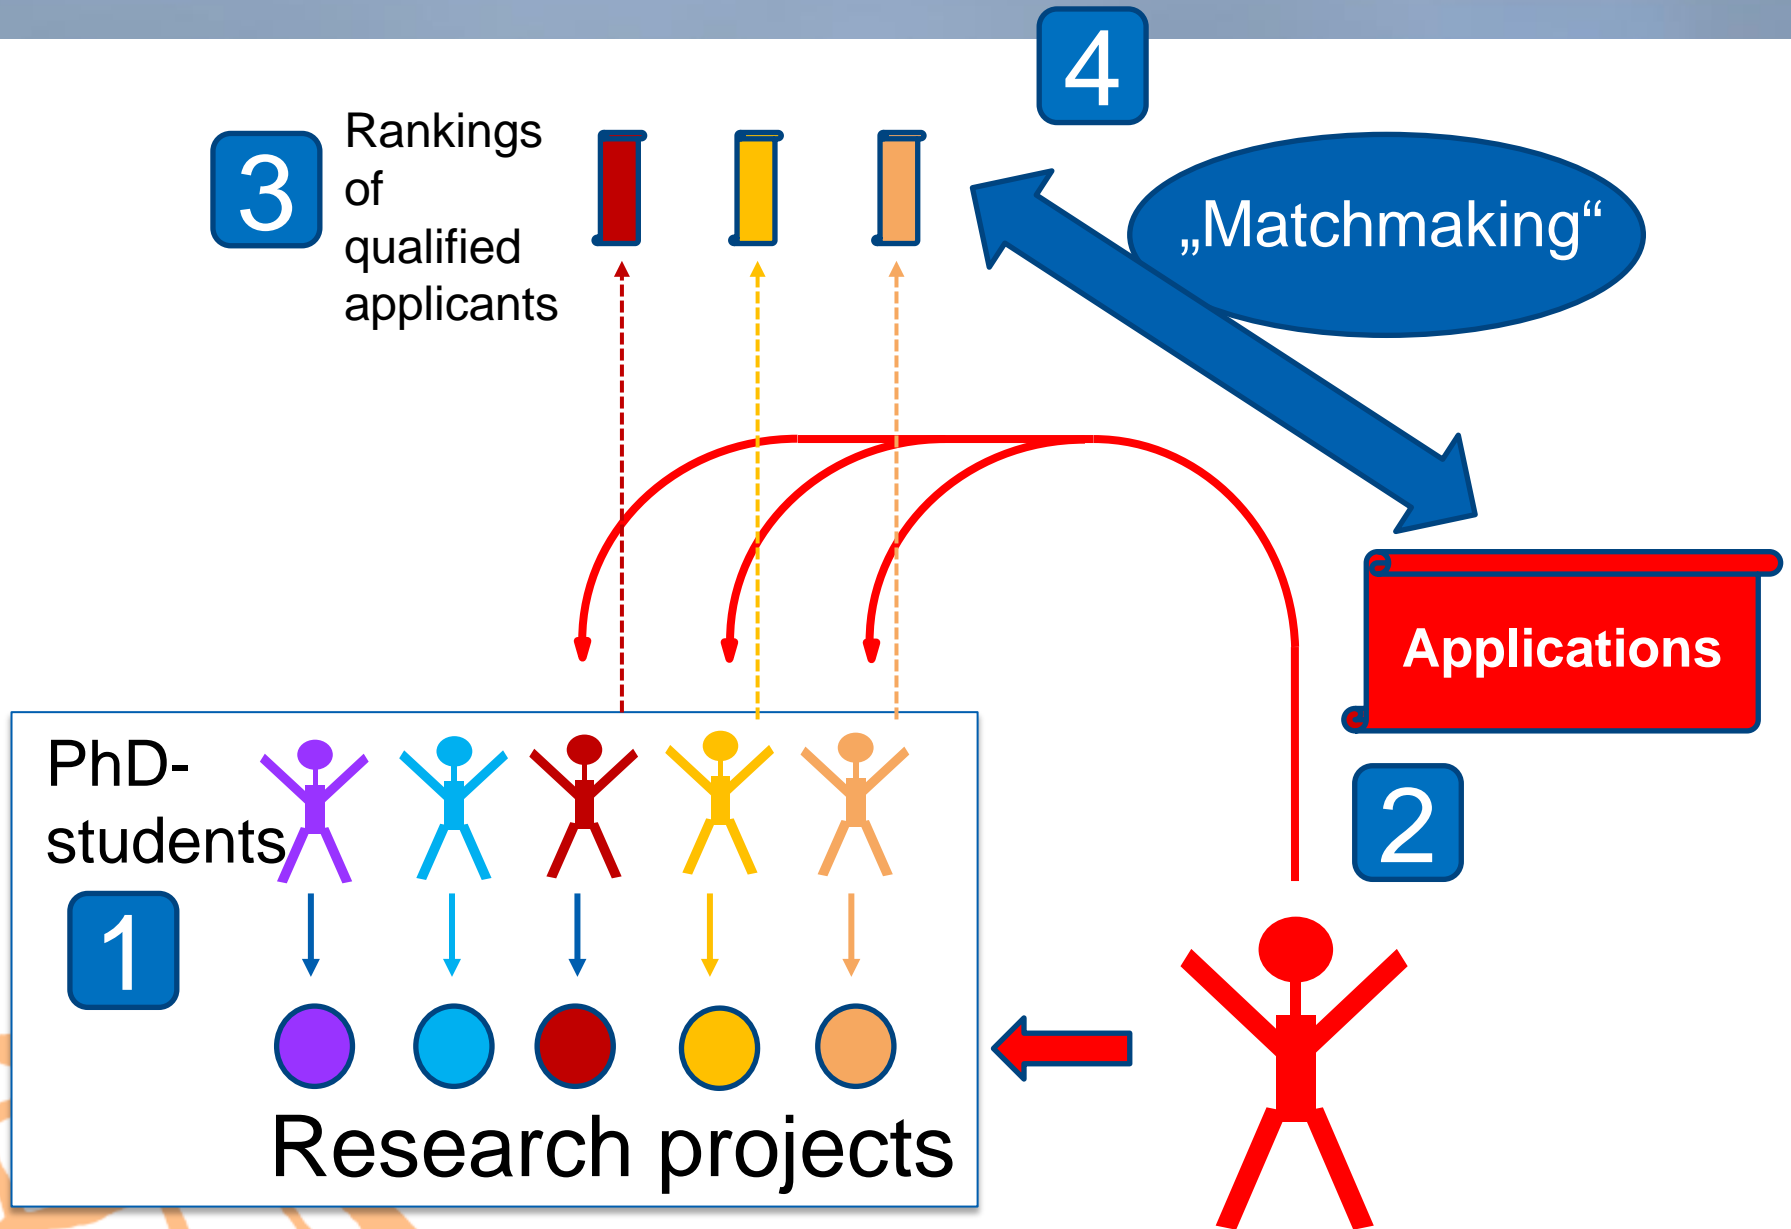 4
3
Rankings
of
qualified
applicants
„Matchmaking“
Applications
2
PhD-
students
1
Research projects